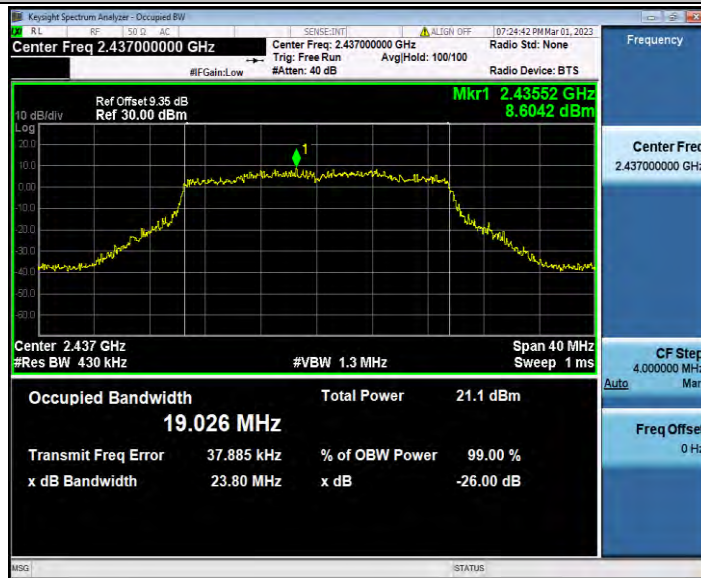 Keysight Spectrum Analyzer - Occupied BW
RL RF 50 Ω AC SENSE:INT ALIGN OFF 07:24:42 PM Mar 01, 2023
Center Freq 2.437000000 GHz
Center Freq: 2.437000000 GHz
Radio Std: None
Trig: Free Run Avg|Hold: 100/100
#IFGain:Low #Atten: 40 dB Radio Device: BTS
Frequency
Ref Offset 9.35 dB
Ref 30.00 dBm
Mkr1 2.43552 GHz
8.6042 dBm
10 dB/div
Log
20.0
10.0
0.00
-10.0
-20.0
-30.0
-40.0
-50.0
-60.0
1
Center 2.437 GHz Span 40 MHz
#Res BW 430 kHz #VBW 1.3 MHz Sweep 1 ms
Occupied Bandwidth Total Power 21.1 dBm
19.026 MHz
Transmit Freq Error 37.885 kHz % of OBW Power 99.00 %
x dB Bandwidth 23.80 MHz x dB -26.00 dB
Center Freq
2.437000000 GHz
CF Step
4.000000 MHz
Auto Man
Freq Offset
0 Hz
MSG STATUS